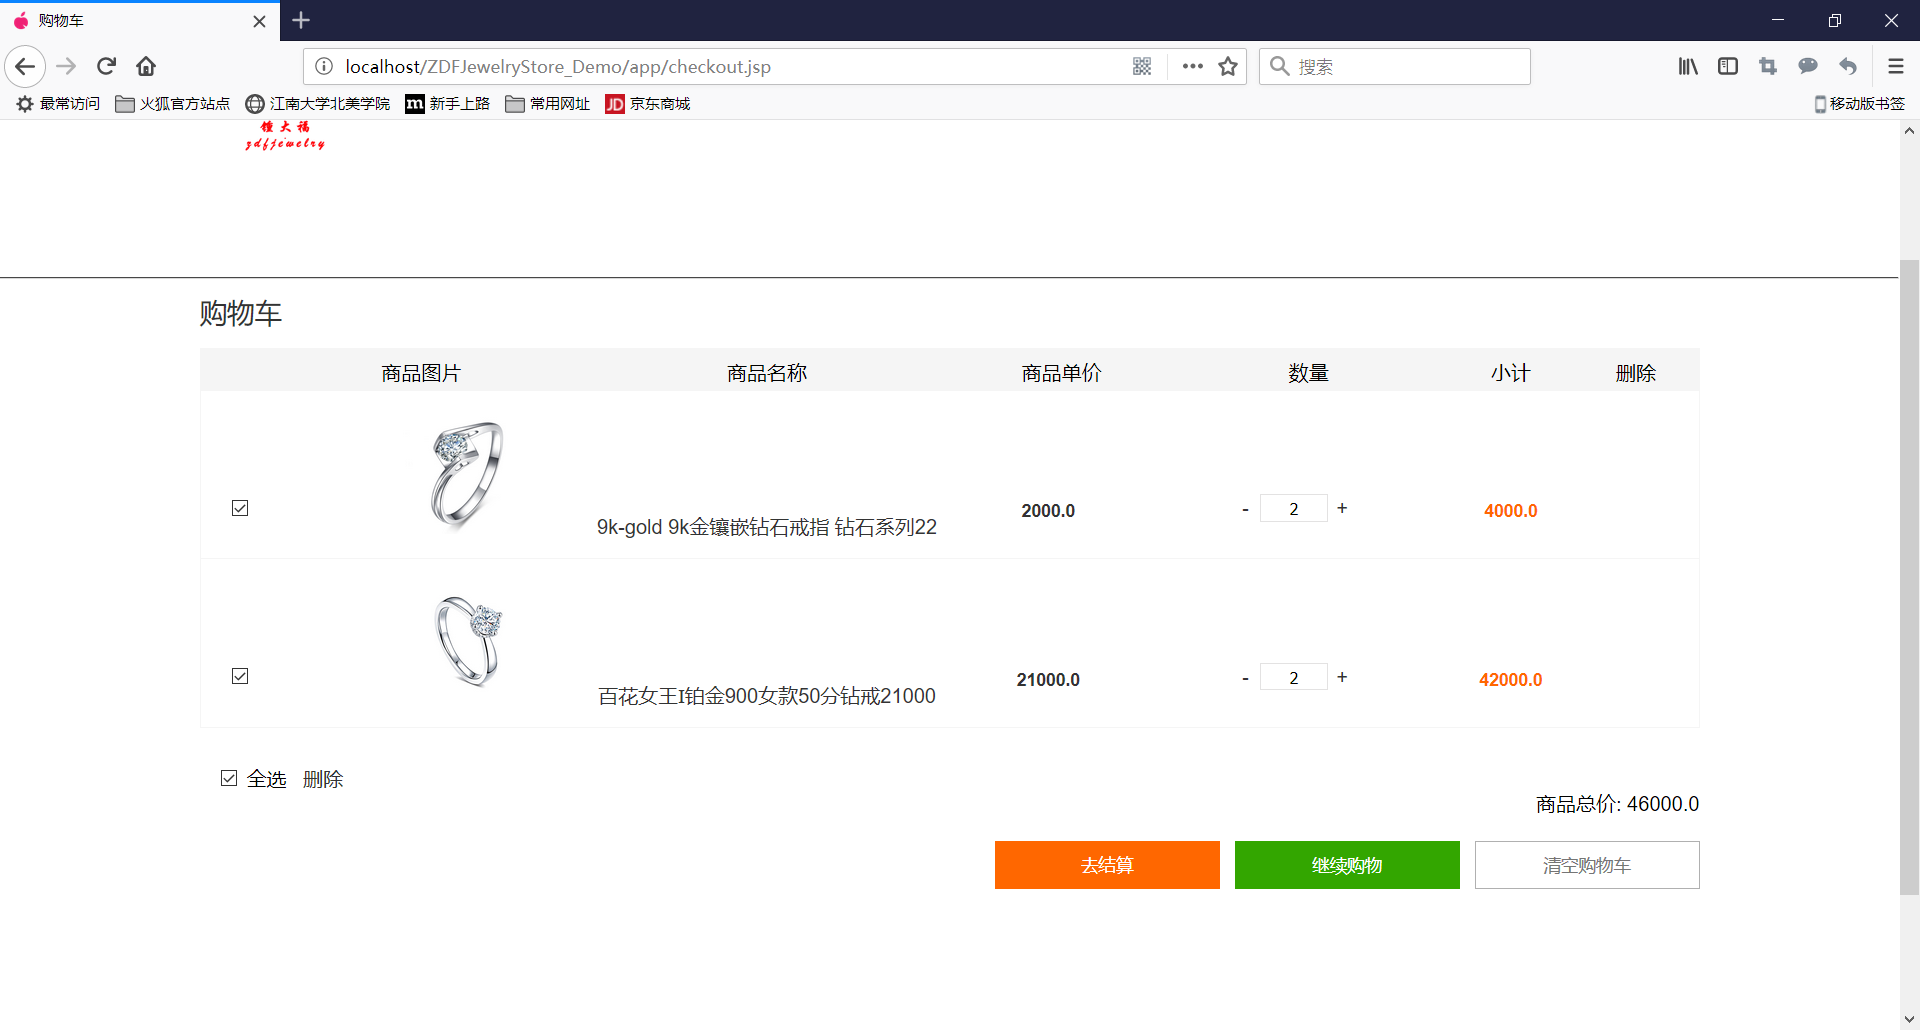 购物车
localhost/ZDFJewelryStore_Demo/app/checkout.jsp
搜索
最常访问 火狐官方站点 江南大学北美学院 m 新手上路 常用网址 JD 京东商城 移动版书签
锺大福
zdfjewelry
购物车
商品图片 商品名称 商品单价 数量 小计 删除
9k-gold 9k金镶嵌钻石戒指 钻石系列22 2000.0 - 2 + 4000.0
百花女王I铂金900女款50分钻戒21000 21000.0 - 2 + 42000.0
全选 删除
商品总价: 46000.0
去结算 继续购物 清空购物车